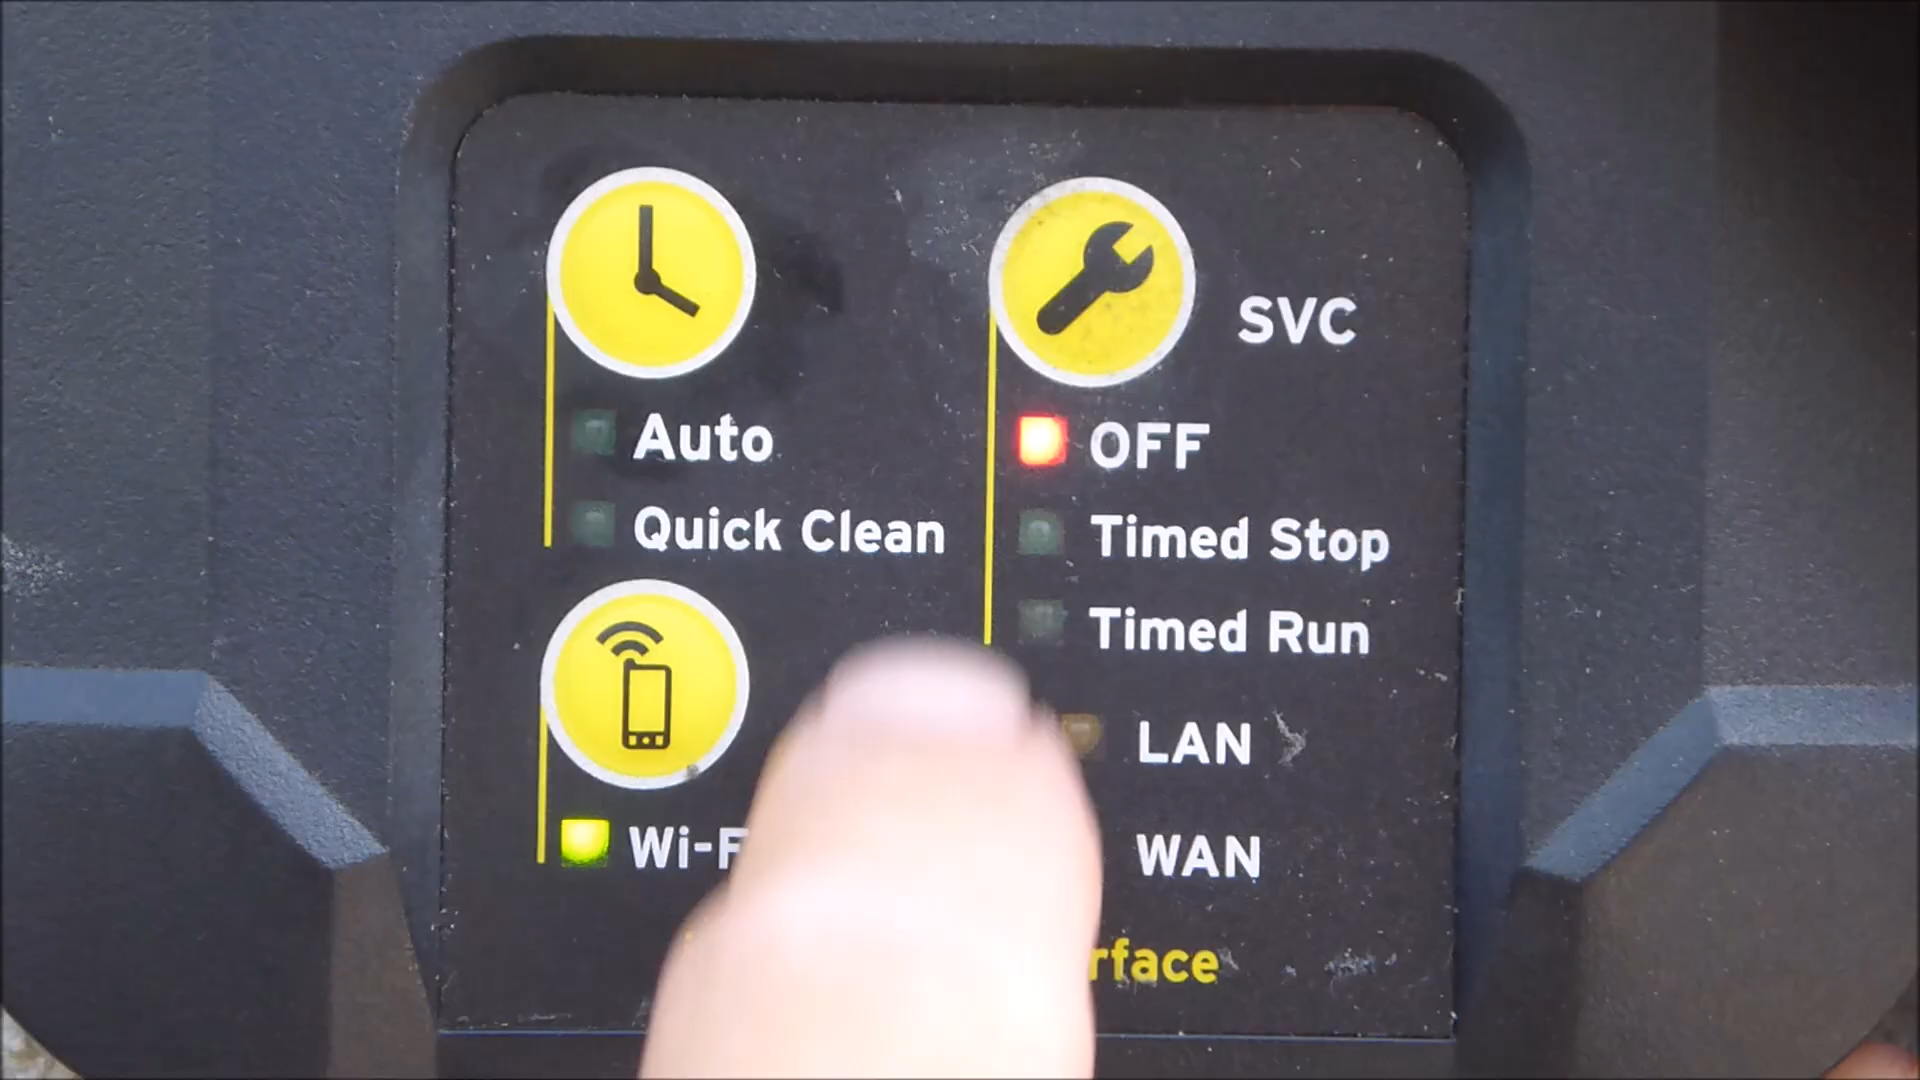 SVC
Auto
Quick Clean
OFF
Timed Stop
Timed Run
Wi-F
LAN
WAN
rface